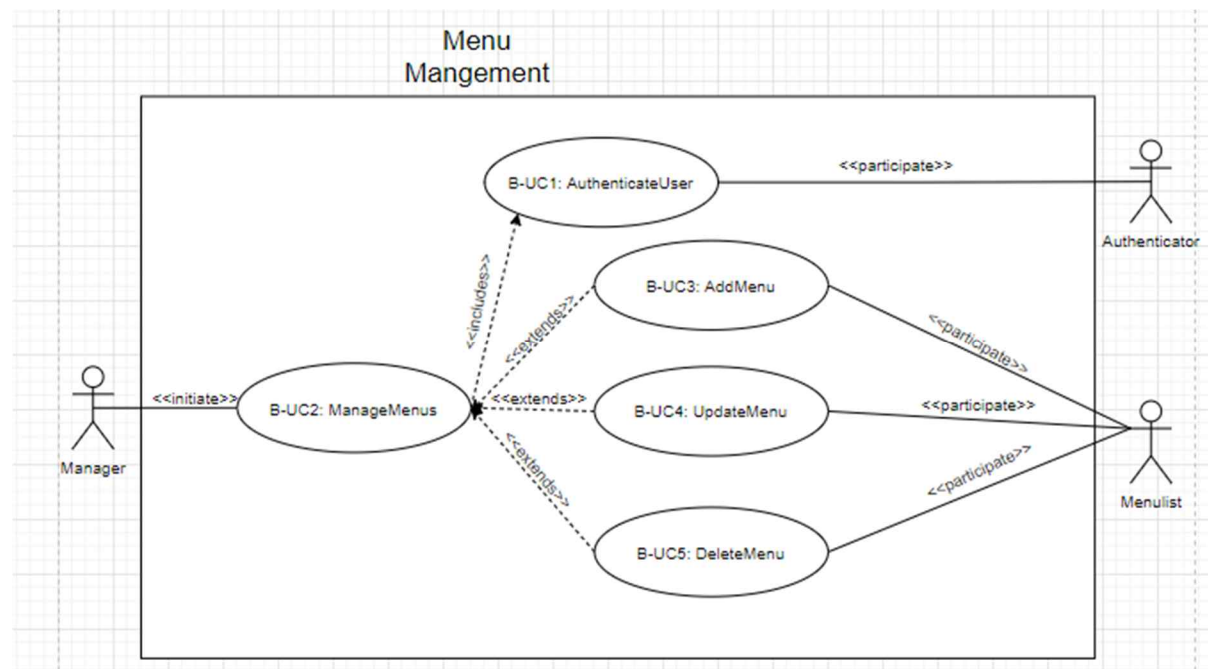 Menu
Mangement
B-UC1: AuthenticateUser
<<participate>>
Authenticator
<<includes>>
<<extends>>
B-UC3: AddMenu
<<participate>>
Manager
<<initiate>>
B-UC2: ManageMenus
<<extends>>
B-UC4: UpdateMenu
<<participate>>
Menulist
<<extends>>
B-UC5: DeleteMenu
<<participate>>